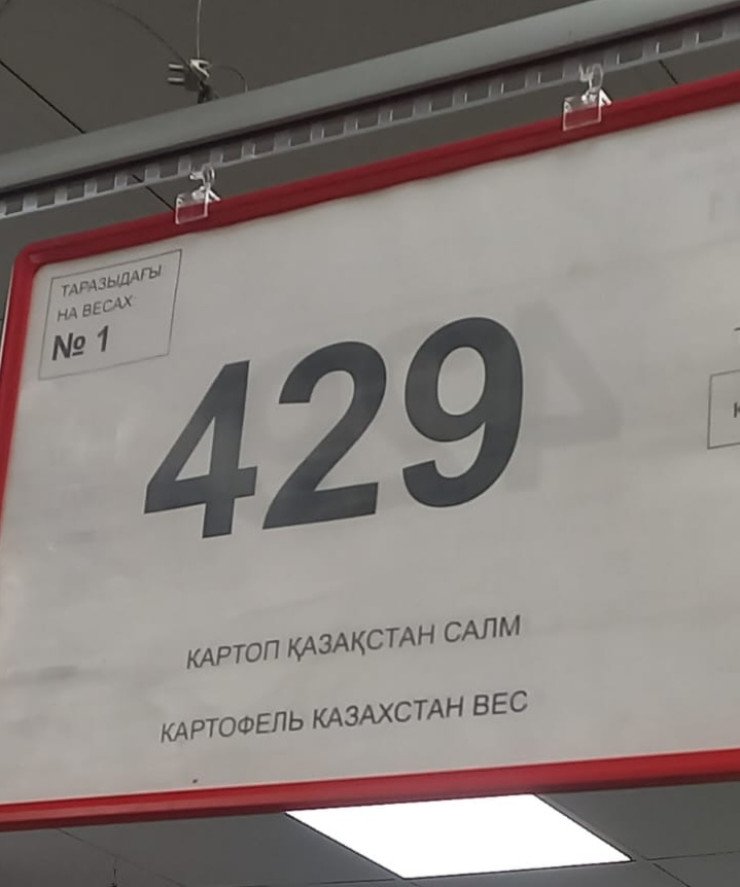 ТАРАЗЫДАҒЫ
НА ВЕСАХ:
№ 1
429
КАРТОП ҚАЗАҚСТАН САЛМ
КАРТОФЕЛЬ КАЗАХСТАН ВЕС